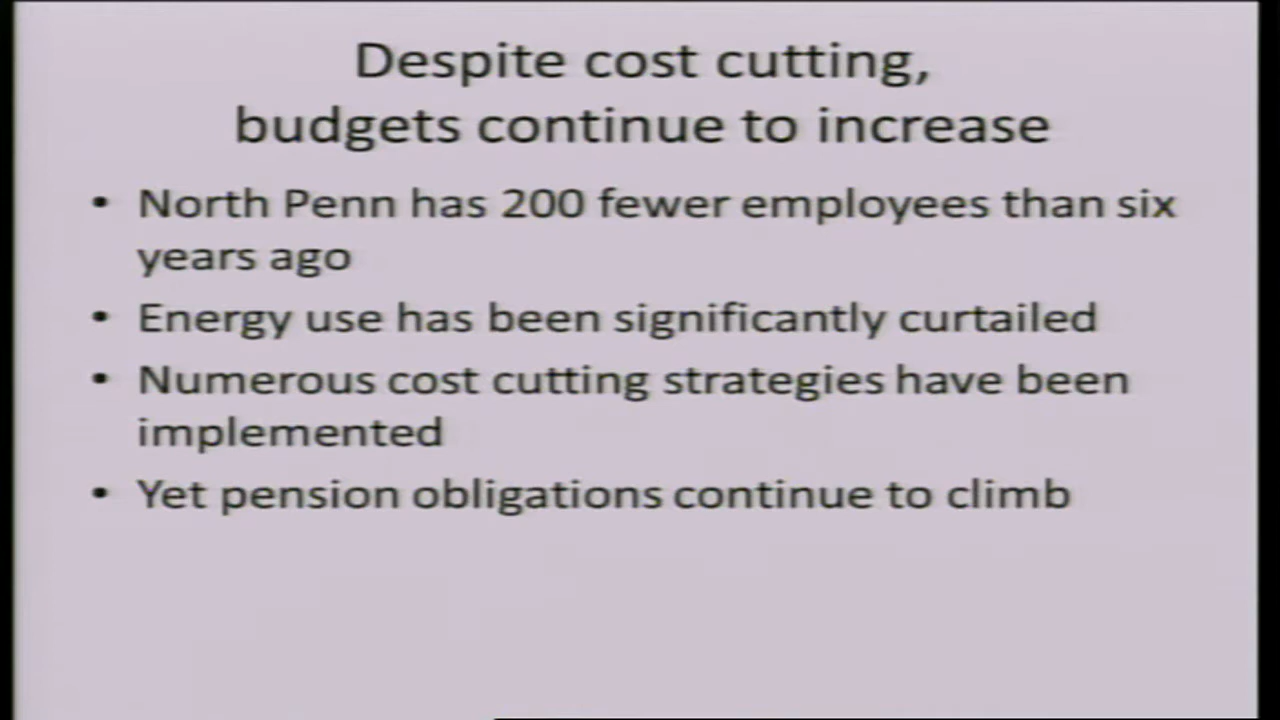 Despite cost cutting,
budgets continue to increase
• North Penn has 200 fewer employees than six
years ago
• Energy use has been significantly curtailed
• Numerous cost cutting strategies have been
implemented
• Yet pension obligations continue to climb